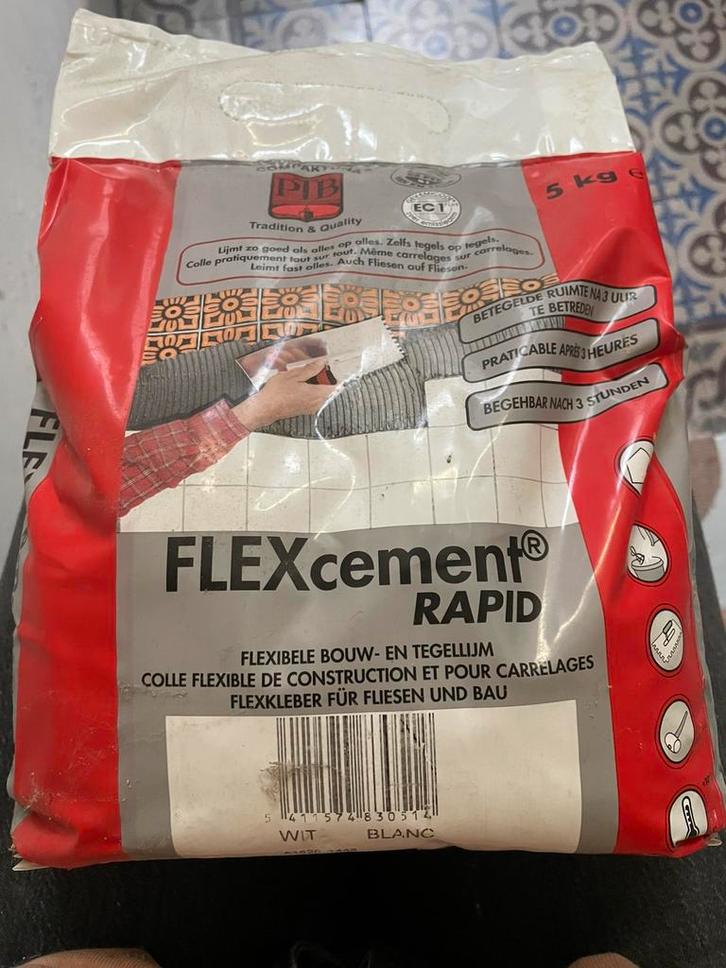 COMPAKTUNA
PTB
Tradition & Quality
EC1
5 kg e
Lijmt zo goed als alles op alles. Zelfs tegels op tegels.
Colle pratiquement tout sur tout. Même carrelages sur carrelages.
Leimt fast alles. Auch Fliesen auf Fliesen.
BETEGELDE RUIMTE NA 3 UUR
TE BETREDEN
PRATICABLE APRÈS 3 HEURES
BEGEHBAR NACH 3 STUNDEN
FLEXcement®
RAPID
FLEXIBELE BOUW- EN TEGELLIJM
COLLE FLEXIBLE DE CONSTRUCTION ET POUR CARRELAGES
FLEXKLEBER FÜR FLIESEN UND BAU
5 411574 830514
WIT BLANC
FLE